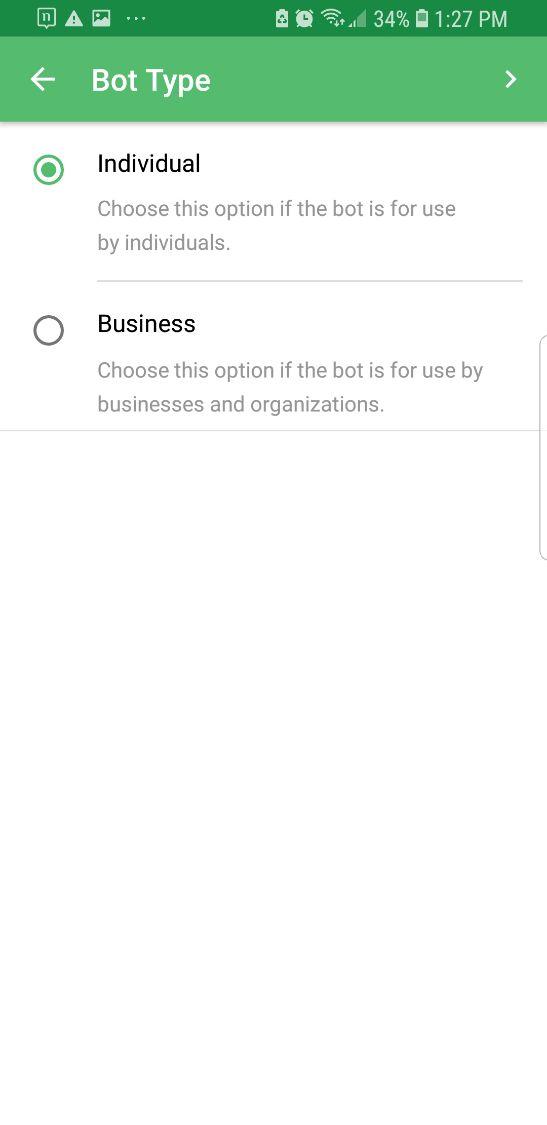 34% 1:27 PM
Bot Type
Individual
Choose this option if the bot is for use
by individuals.
Business
Choose this option if the bot is for use by
businesses and organizations.